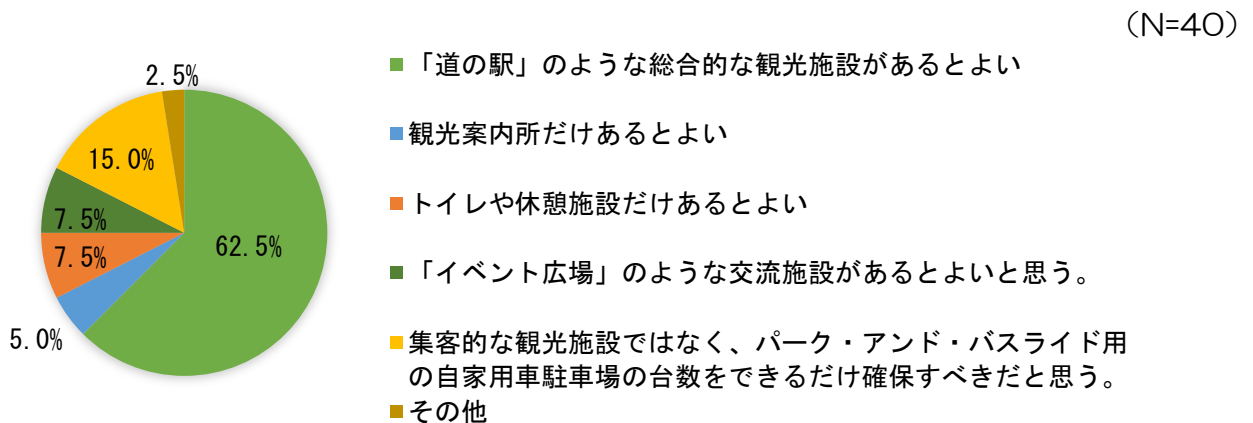 (N=40)
2.5%
15.0%
7.5%
7.5%
62.5%
5.0%
「道の駅」のような総合的な観光施設があるとよい
観光案内所だけあるとよい
トイレや休憩施設だけあるとよい
「イベント広場」のような交流施設があるとよいと思う。
集客的な観光施設ではなく、パーク・アンド・バスライド用
の自家用車駐車場の台数をできるだけ確保すべきだと思う。
その他